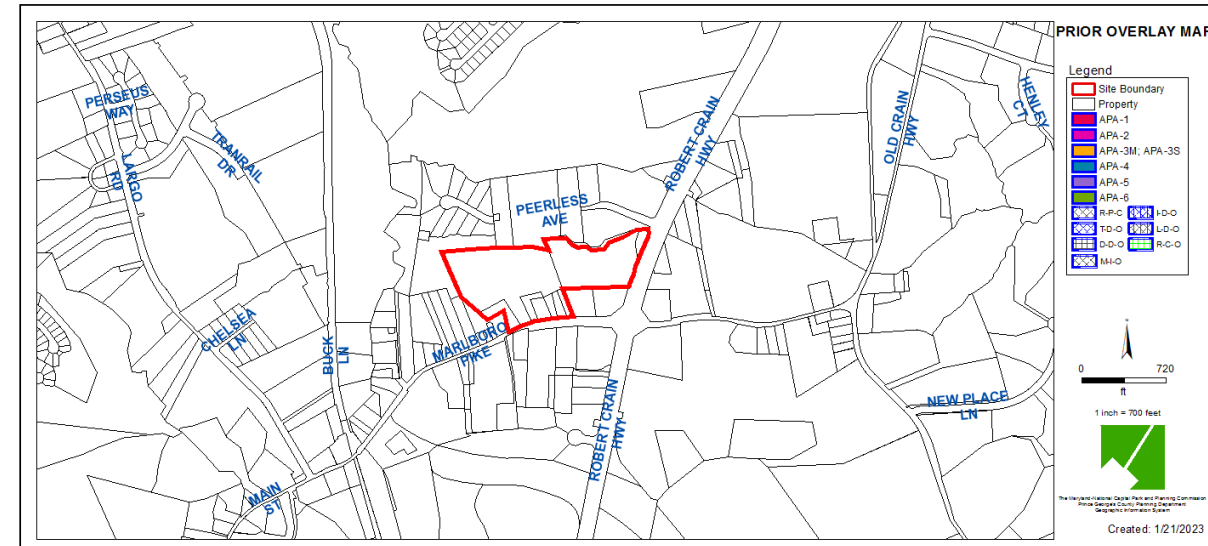 PRIOR OVERLAY MAP
Legend
Site Boundary
Property
APA-1
APA-2
APA-3M; APA-3S
APA-4
APA-5
APA-6
R-P-C I-D-O
T-D-O L-D-O
D-D-O R-C-O
M-I-O
PERSEUS
WAY
LARGO
RD
TRANRAIL
DR
PEERLESS
AVE
ROBERT CRAIN
HWY
OLD CRAIN
HWY
HENLEY
CT
CHELSEA
LN
BUCK
LN
MARLBORO
PIKE
ROBERT CRAIN
HWY
NEW PLACE
LN
MAIN
ST
0 720
ft
1 inch = 700 feet
The Maryland-National Capital Park and Planning Commission
Prince George's County Planning Department
Geographic Information System
Created: 1/21/2023